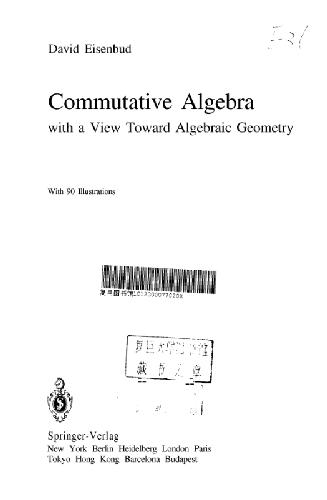 David Eisenbud
Commutative Algebra
with a View Toward Algebraic Geometry
With 90 Illustrations
Springer-Verlag
New York Berlin Heidelberg London Paris
Tokyo Hong Kong Barcelona Budapest